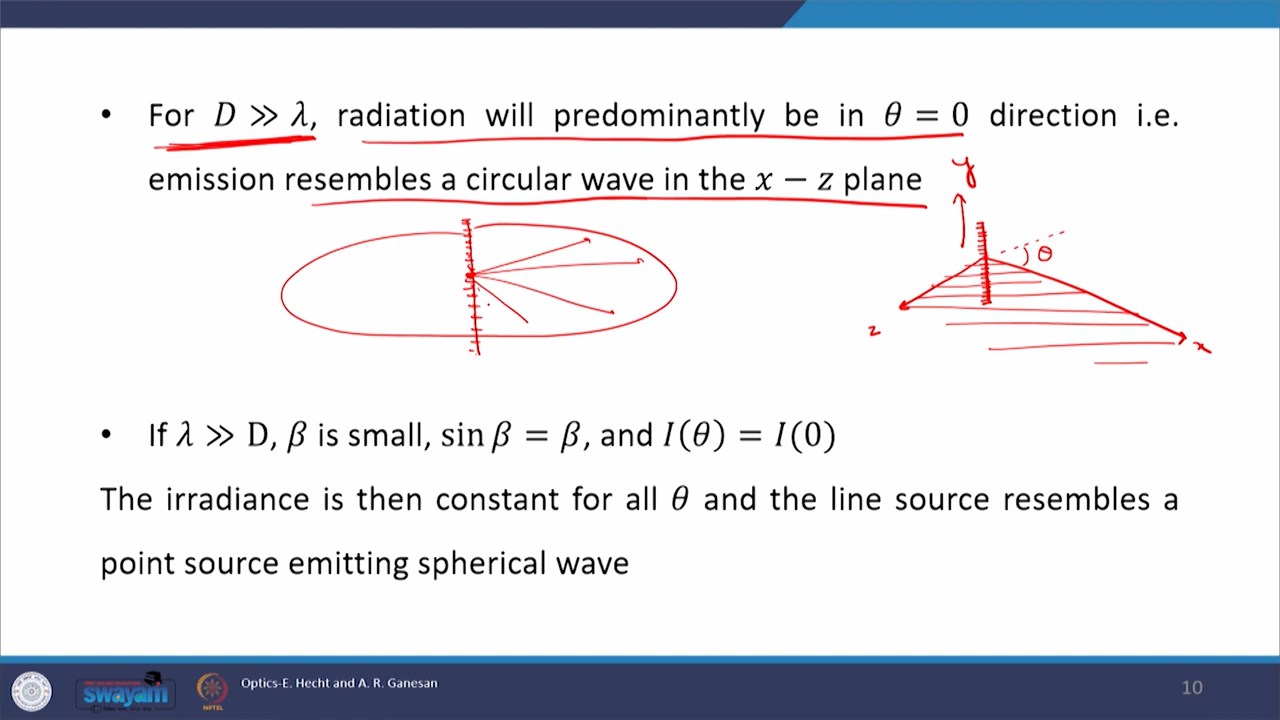 • For D ≫ λ, radiation will predominantly be in θ = 0 direction i.e.
emission resembles a circular wave in the x − z plane
y
θ
z
x
• If λ ≫ D, β is small, sin β = β, and I(θ) = I(0)
The irradiance is then constant for all θ and the line source resembles a
point source emitting spherical wave
swayam
NPTEL
Optics-E. Hecht and A. R. Ganesan
10